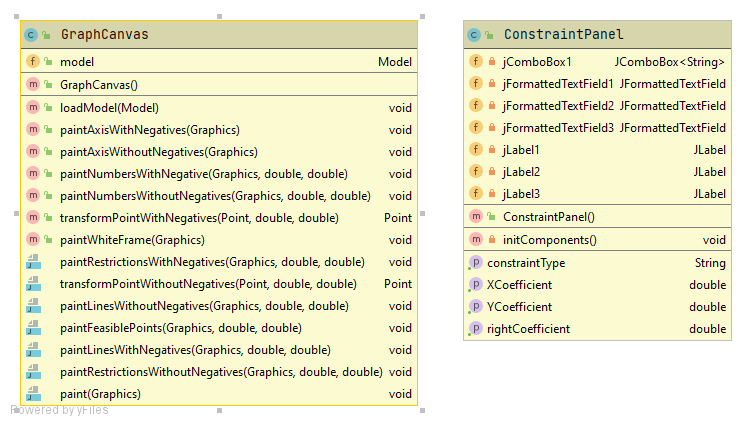 GraphCanvas
model Model
GraphCanvas()
loadModel(Model) void
paintAxisWithNegatives(Graphics) void
paintAxisWithoutNegatives(Graphics) void
paintNumbersWithNegative(Graphics, double, double) void
paintNumbersWithoutNegatives(Graphics, double, double) void
transformPointWithNegatives(Point, double, double) Point
paintWhiteFrame(Graphics) void
paintRestrictionsWithNegatives(Graphics, double, double) void
transformPointWithoutNegatives(Point, double, double) Point
paintLinesWithoutNegatives(Graphics, double, double) void
paintFeasiblePoints(Graphics, double, double) void
paintLinesWithNegatives(Graphics, double, double) void
paintRestrictionsWithoutNegatives(Graphics, double, double) void
paint(Graphics) void
Powered by yFiles
ConstraintPanel
jComboBox1 JComboBox<String>
jFormattedTextField1 JFormattedTextField
jFormattedTextField2 JFormattedTextField
jFormattedTextField3 JFormattedTextField
jLabel1 JLabel
jLabel2 JLabel
jLabel3 JLabel
ConstraintPanel()
initComponents() void
constraintType String
XCoefficient double
YCoefficient double
rightCoefficient double